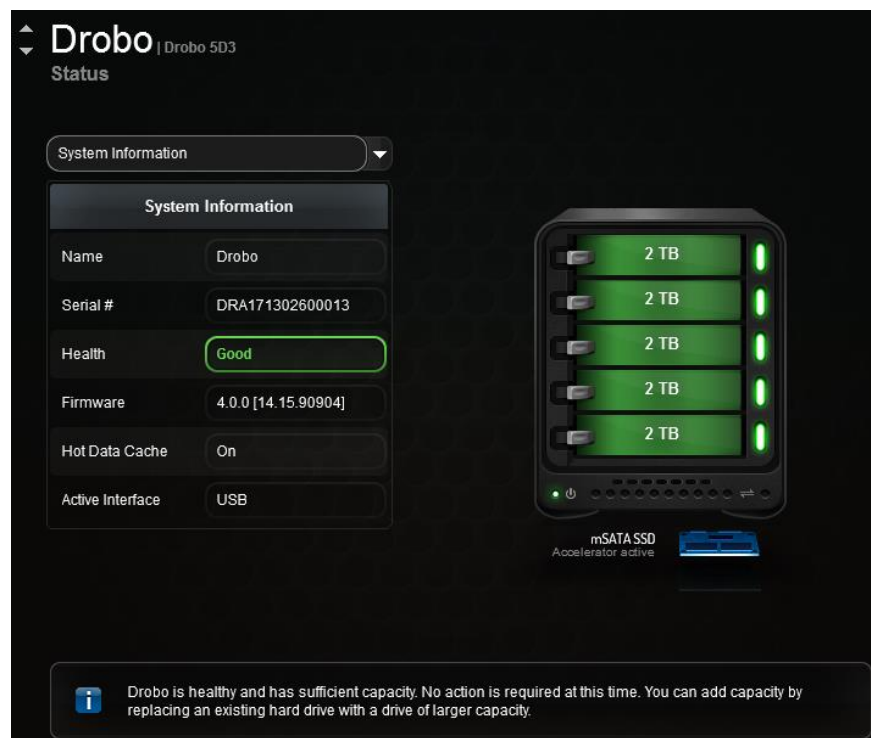 Drobo | Drobo 5D3
Status
System Information
System Information
Name Drobo
Serial # DRA171302600013
Health Good
Firmware 4.0.0 [14.15.90904]
Hot Data Cache On
Active Interface USB
2 TB
2 TB
2 TB
2 TB
2 TB
mSATA SSD
Accelerator active
Drobo is healthy and has sufficient capacity. No action is required at this time. You can add capacity by
replacing an existing hard drive with a drive of larger capacity.